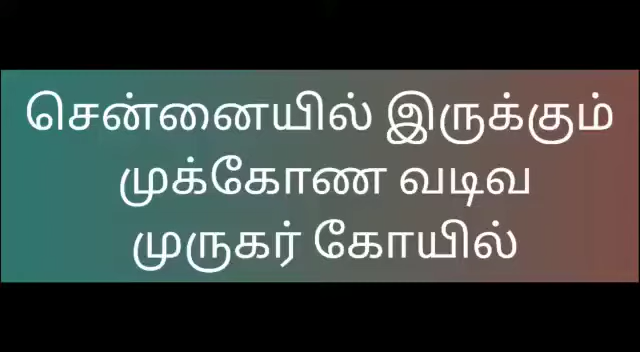 சென்னையில் இருக்கும்
முக்கோண வடிவ
முருகர் கோயில்